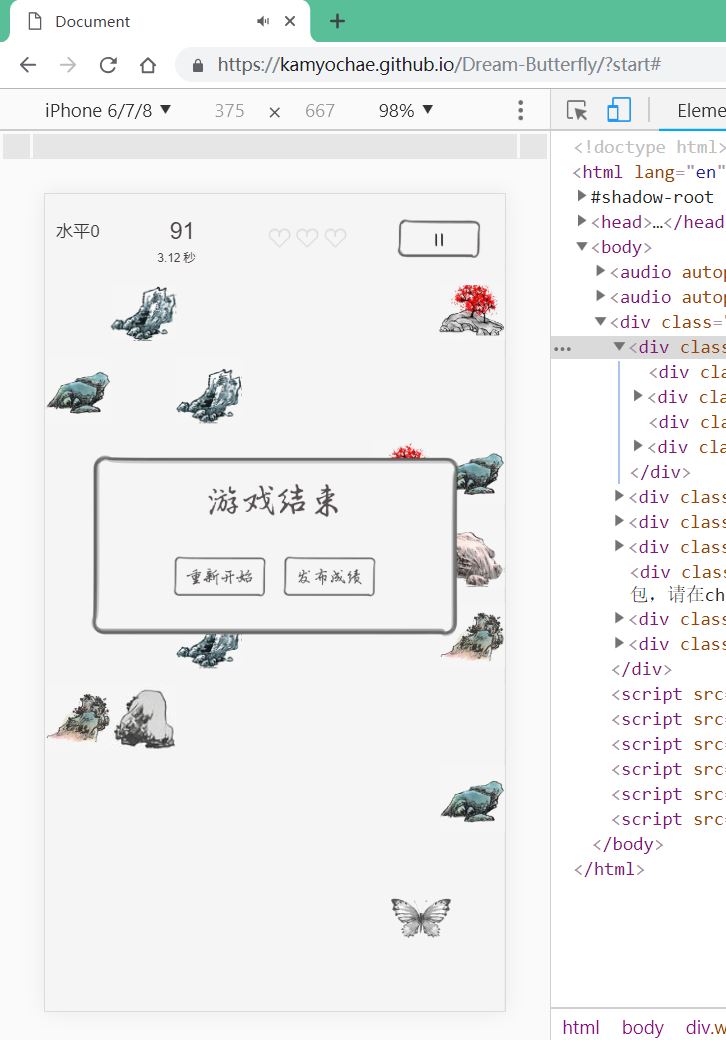 Document
https://kamyochae.github.io/Dream-Butterfly/?start#
iPhone 6/7/8 ▼ 375 × 667 98% ▼
Eleme
水平0
91
3.12 秒
游戏结束
重新开始
发布成绩
<!doctype html>
<html lang="en"
▶#shadow-root
▶<head>…</head>
▼<body>
▶<audio autop
▶<audio autop
▼<div class="
… ▼<div class
<div cla
▶<div cla
<div cla
▶<div cla
</div>
▶<div class
▶<div class
▶<div class
<div class
包，请在ch
▶<div class
▶<div class
</div>
<script src=
<script src=
<script src=
<script src=
<script src=
<script src=
</body>
</html>
html body div.w